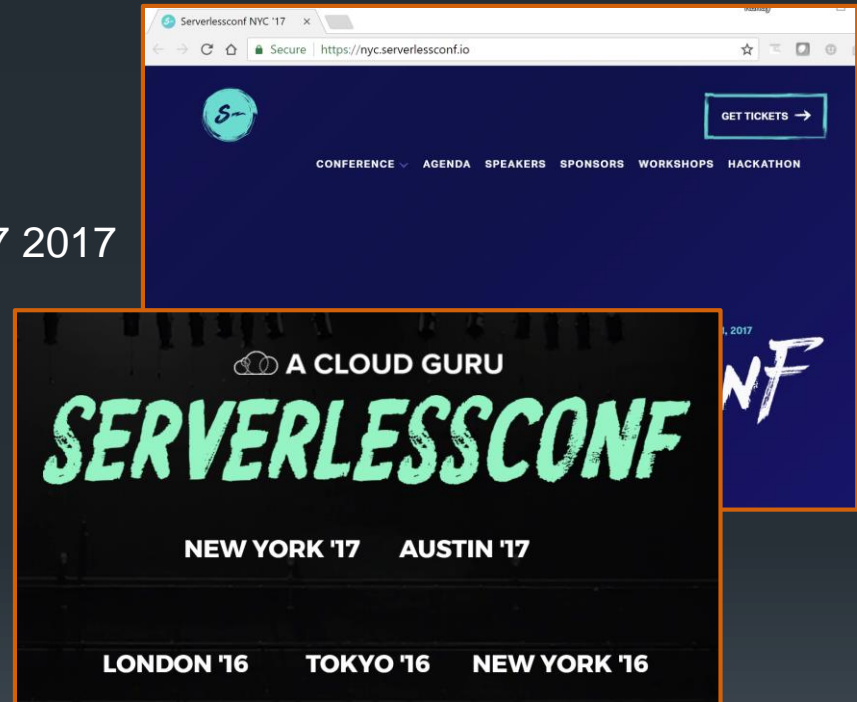 Serverlessconf NYC '17
Secure https://nyc.serverlessconf.io
S
GET TICKETS →
CONFERENCE AGENDA SPEAKERS SPONSORS WORKSHOPS HACKATHON
7 2017
, 2017
NF
A CLOUD GURU
SERVERLESSCONF
NEW YORK '17 AUSTIN '17
LONDON '16 TOKYO '16 NEW YORK '16